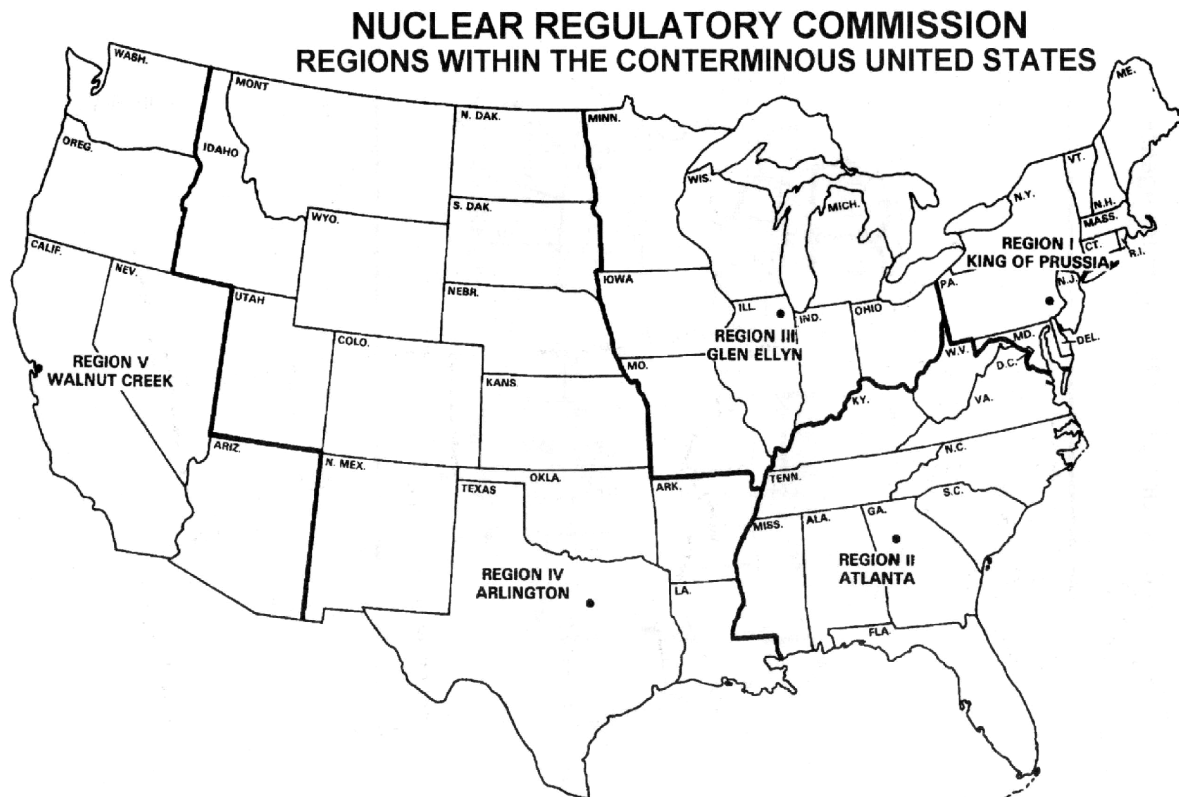 NUCLEAR REGULATORY COMMISSION
REGIONS WITHIN THE CONTERMINOUS UNITED STATES
WASH.
MONT
N. DAK.
MINN.
ME.
OREG.
IDAHO
WIS.
VT.
S. DAK.
MICH.
N.Y.
N.H.
WYO.
MASS.
CALIF.
NEV.
REGION I
KING OF PRUSSIA
CT.
R.I.
IOWA
PA.
N.J.
UTAH
NEBR.
ILL.
IND.
OHIO
COLO.
REGION III
GLEN ELLYN
MD.
DEL.
W.V.
D.C.
REGION V
WALNUT CREEK
MO.
KANS
KY.
VA.
ARIZ.
N. MEX.
OKLA.
TEXAS
ARK.
TENN.
N.C.
S.C.
MISS.
ALA.
GA.
REGION II
ATLANTA
REGION IV
ARLINGTON
LA.
FLA.